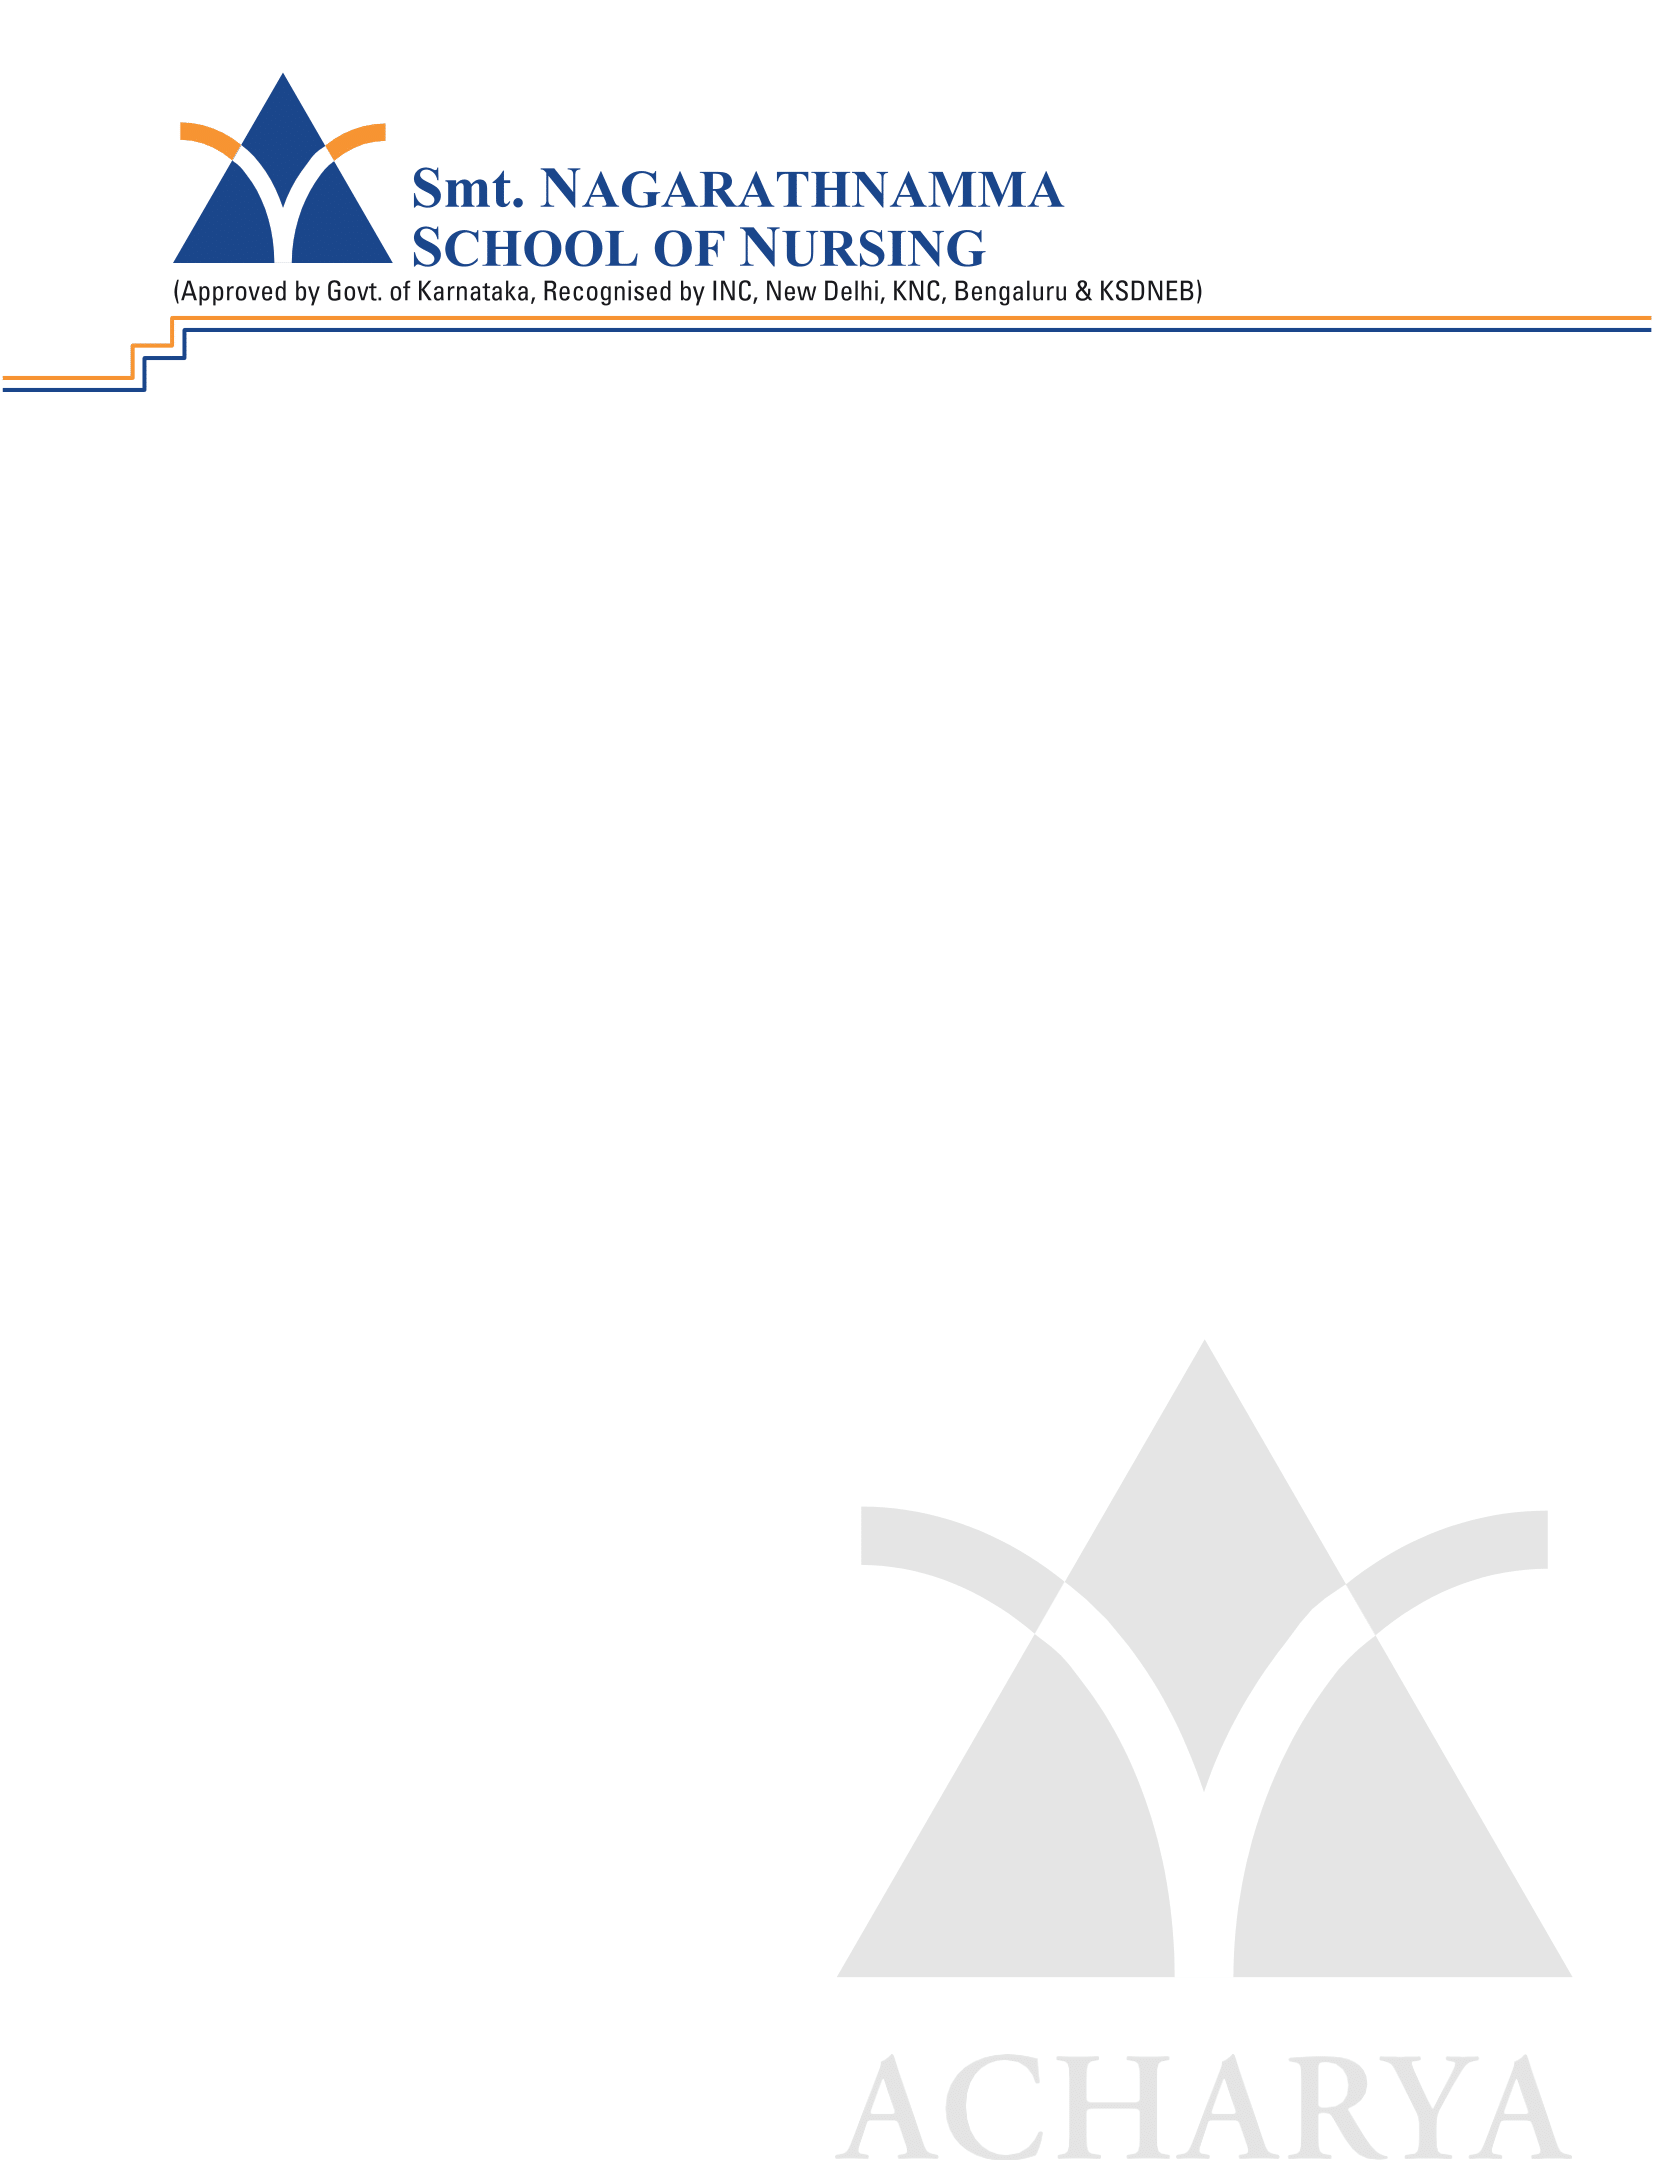 Smt. NAGARATHNAMMA
SCHOOL OF NURSING
(Approved by Govt. of Karnataka, Recognised by INC, New Delhi, KNC, Bengaluru & KSDNEB)
ACHARYA